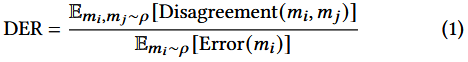 DER = 𝔼_{m_i,m_j∼ρ}[Disagreement(m_i, m_j)] / 𝔼_{m_i∼ρ}[Error(m_i)] (1)